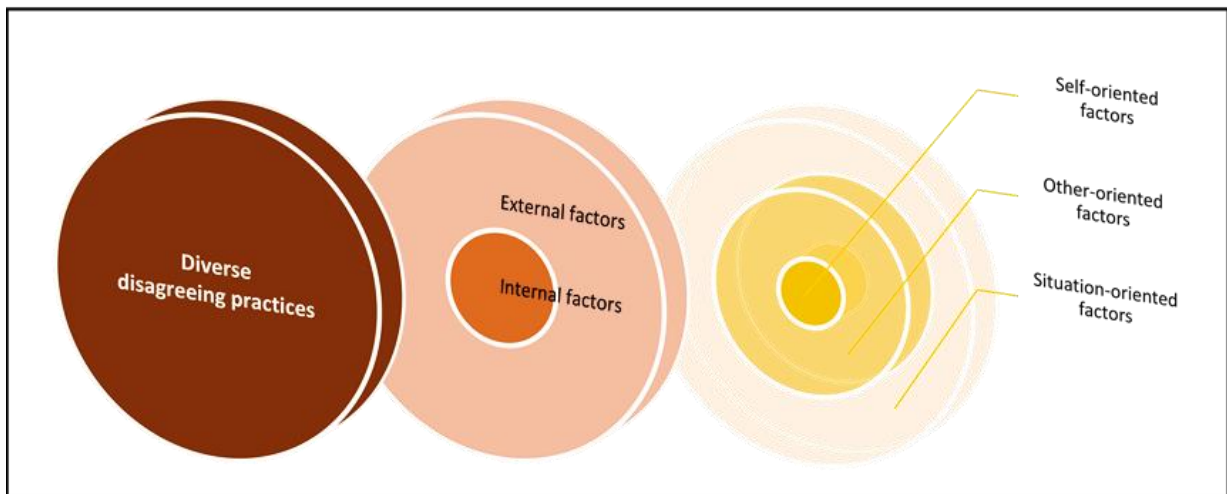 Diverse
disagreeing practices
External factors
Internal factors
Self-oriented
factors
Other-oriented
factors
Situation-oriented
factors